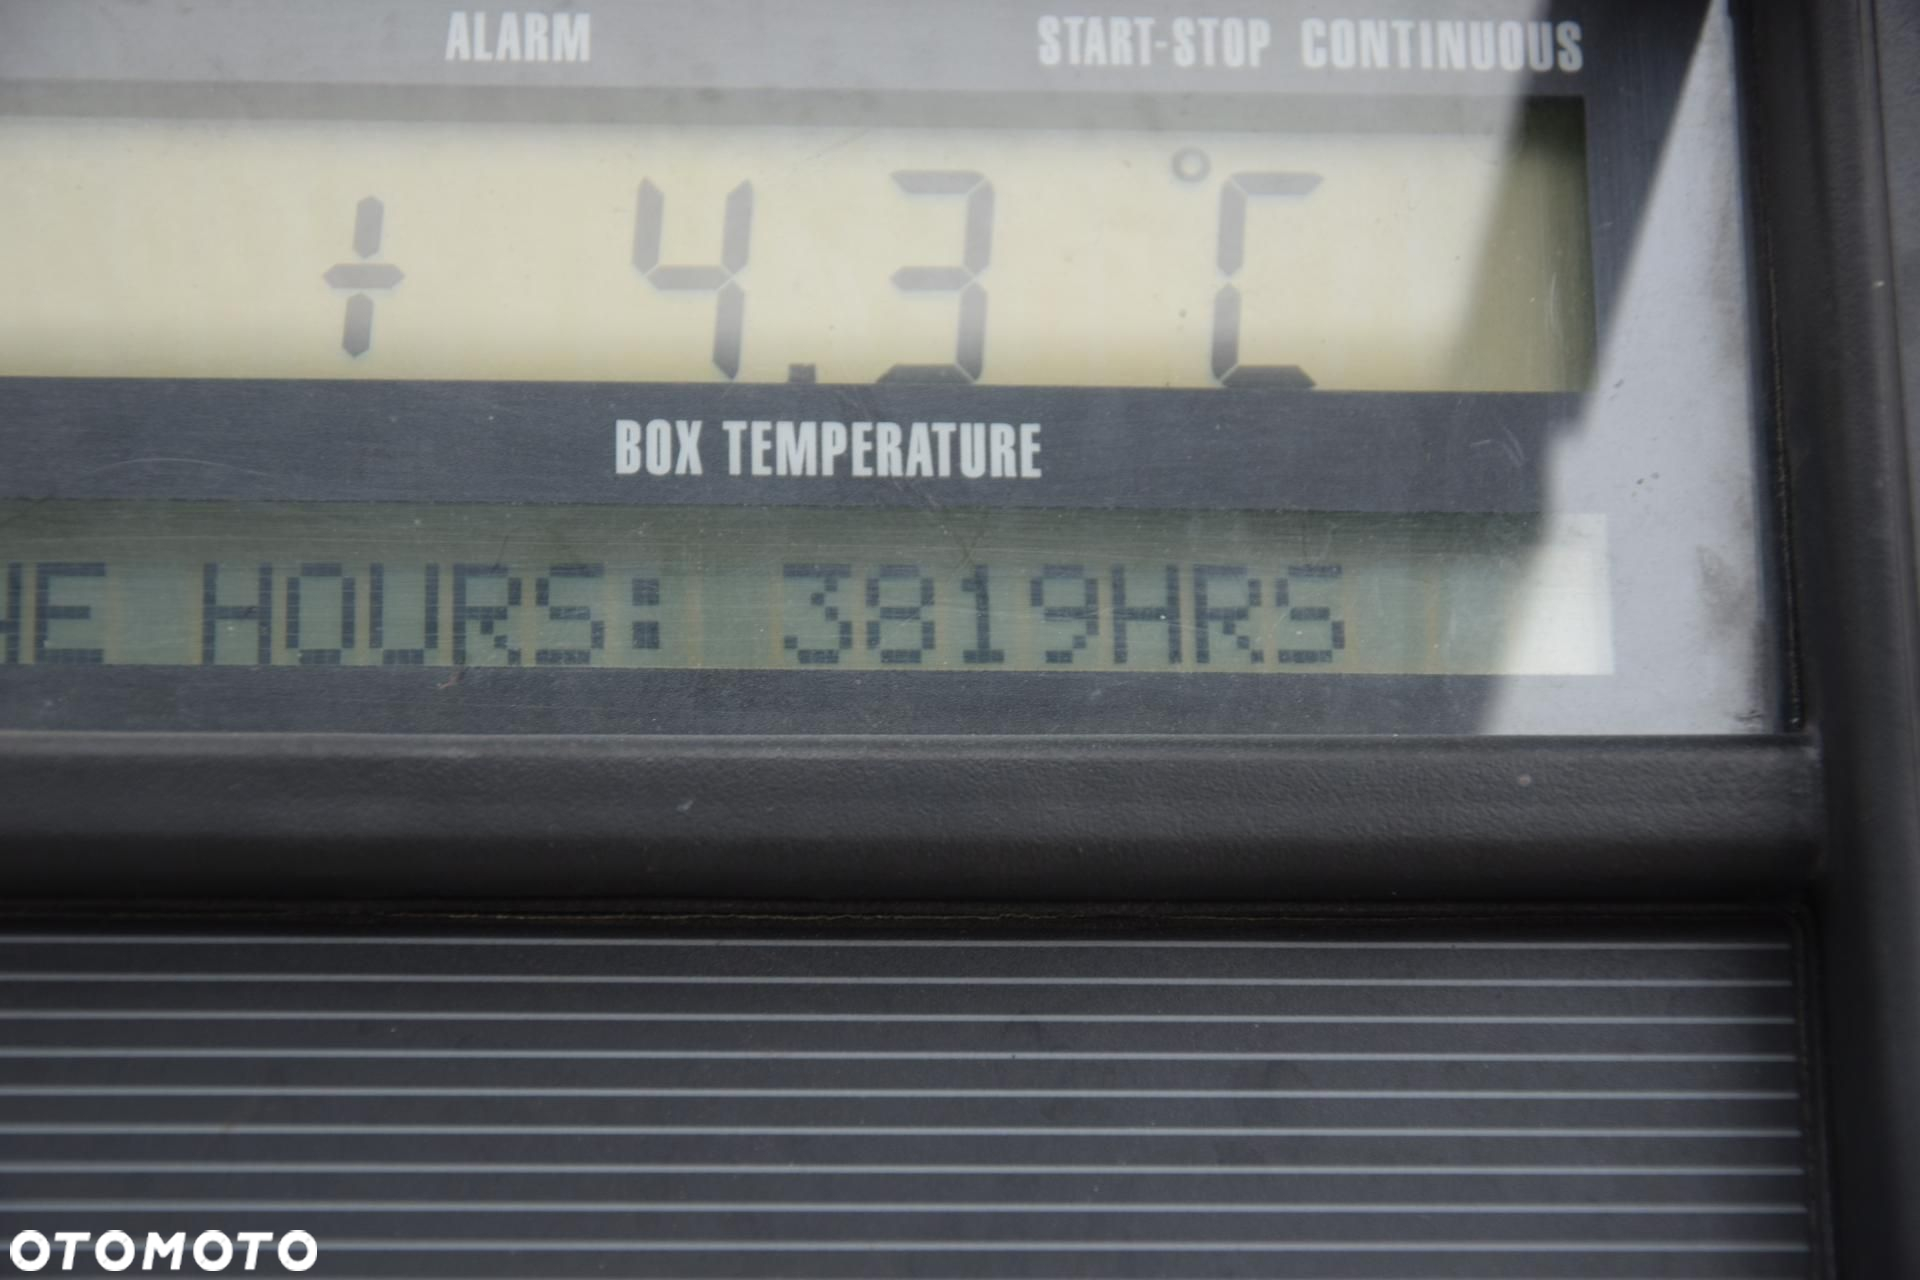 ALARM START-STOP CONTINUOUS
+ 4.3 °C
BOX TEMPERATURE
HOURS: 3819HRS
OTOMOTO